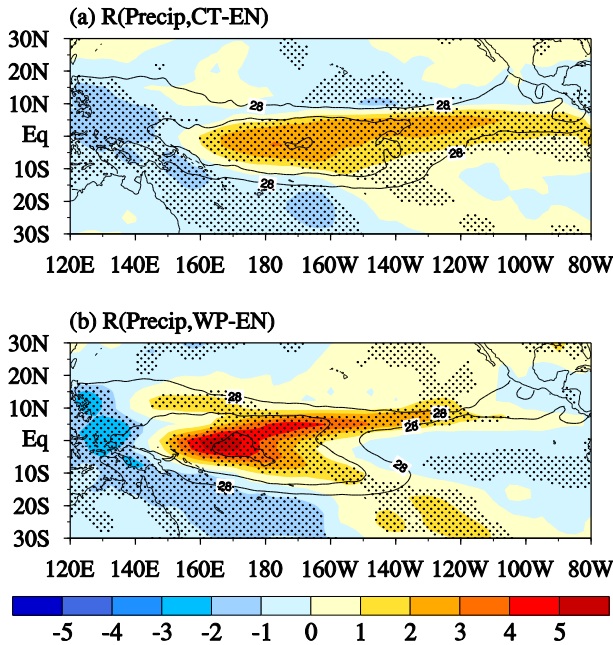 (a) R(Precip,CT-EN)
30N
20N
10N
Eq
10S
20S
30S
28
28
28
28
120E 140E 160E 180 160W 140W 120W 100W 80W
(b) R(Precip,WP-EN)
30N
20N
10N
Eq
10S
20S
30S
28
28
28
28
28
120E 140E 160E 180 160W 140W 120W 100W 80W
-5 -4 -3 -2 -1 0 1 2 3 4 5